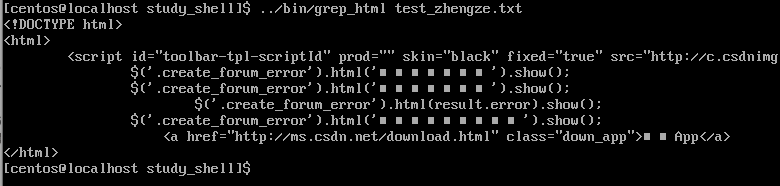 [centos@localhost study_shell]$ ../bin/grep_html test_zhengze.txt
<!DOCTYPE html>
<html>
<script id="toolbar-tpl-scriptId" prod="" skin="black" fixed="true" src="http://c.csdnimg
$('.create_forum_error').html('■ ■ ■ ■ ■ ■ ■ ').show();
$('.create_forum_error').html('■ ■ ■ ■ ■ ■ ■ ').show();
$('.create_forum_error').html(result.error).show();
$('.create_forum_error').html('■ ■ ■ ■ ■ ■ ■ ■ ■ ').show();
<a href="http://ms.csdn.net/download.html" class="down_app">■ ■ App</a>
</html>
[centos@localhost study_shell]$